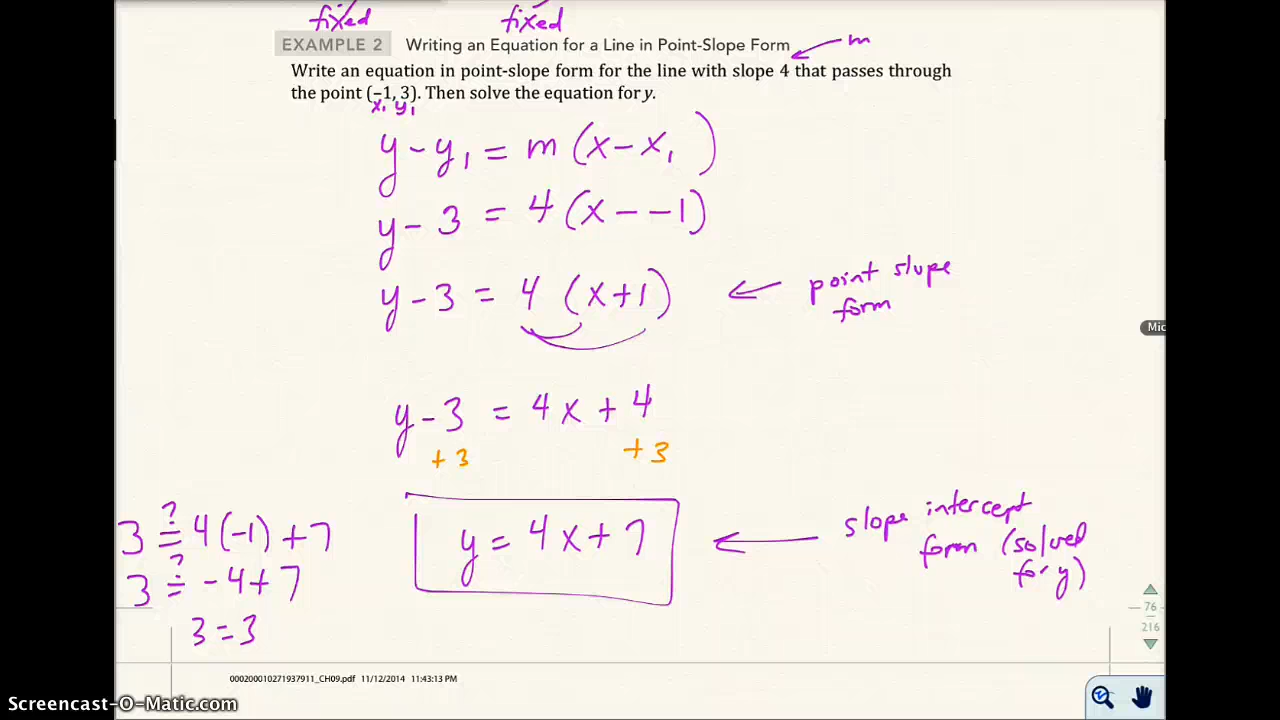 fixed fixed
EXAMPLE 2 Writing an Equation for a Line in Point-Slope Form
m
Write an equation in point-slope form for the line with slope 4 that passes through
the point (−1, 3). Then solve the equation for y.
x₁ y₁
y - y₁ = m (x - x₁)
y - 3 = 4 (x - -1)
y - 3 = 4 (x + 1)
point slope
form
y - 3 = 4x + 4
+3 +3
y = 4x + 7
slope intercept
form (solved
for y)
3 ≟ 4(-1) + 7
3 ≟ -4 + 7
3 = 3
Mic
76
216
000200010271937911_CH09.pdf 11/12/2014 11:43:13 PM
Screencast-O-Matic.com